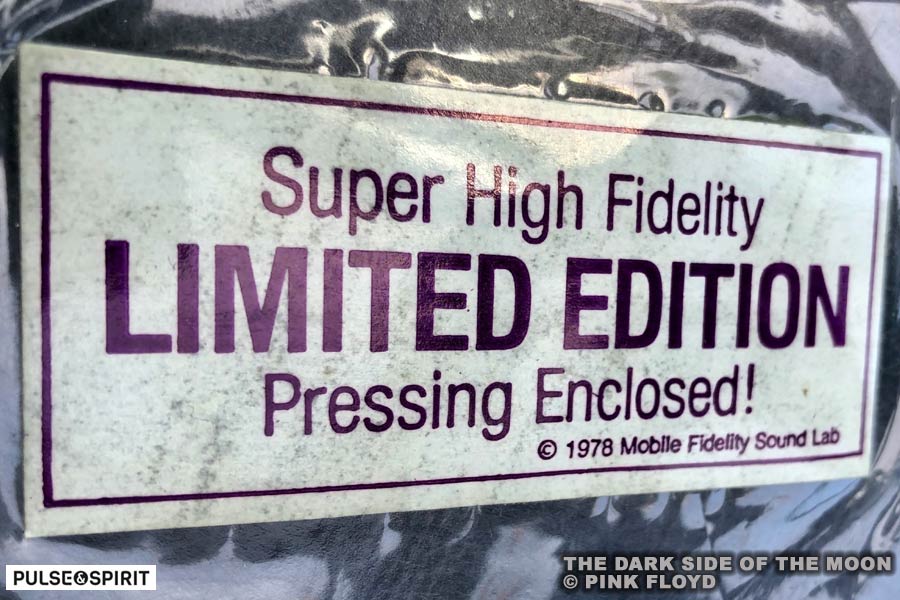 Super High Fidelity
LIMITED EDITION
Pressing Enclosed!
© 1978 Mobile Fidelity Sound Lab
THE DARK SIDE OF THE MOON
© PINK FLOYD
PULSE&SPIRIT